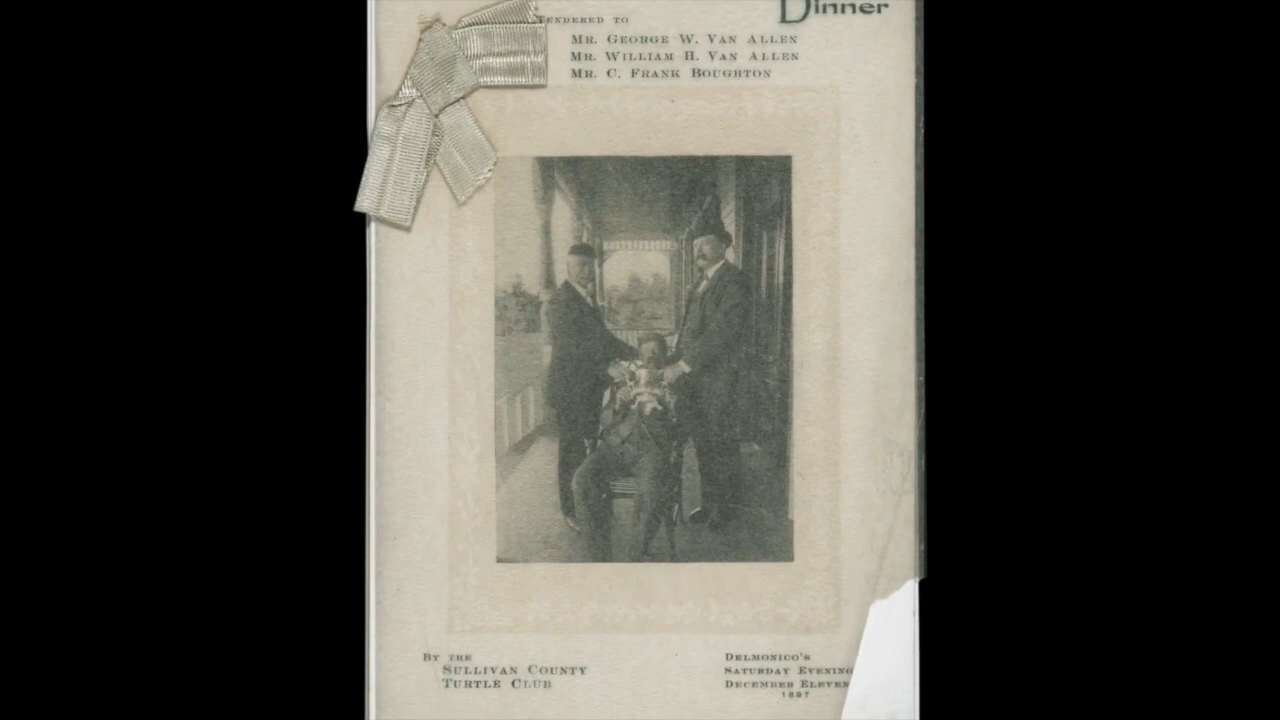 Dinner
TENDERED TO
MR. GEORGE W. VAN ALLEN
MR. WILLIAM H. VAN ALLEN
MR. C. FRANK BOUGHTON
BY THE
SULLIVAN COUNTY
TURTLE CLUB
DELMONICO'S
SATURDAY EVENING
DECEMBER ELEVEN
1897